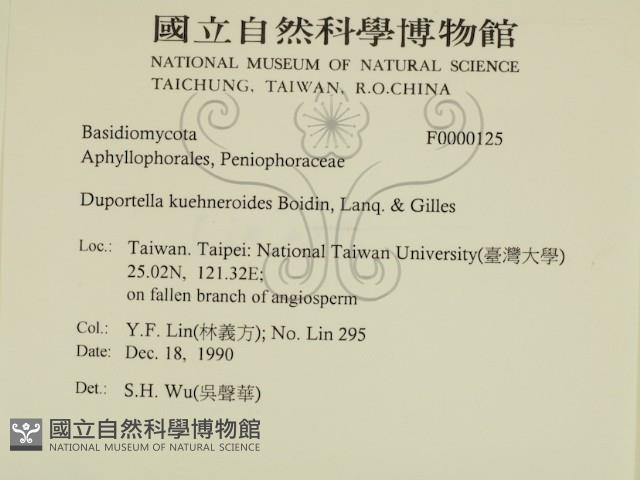 國立自然科學博物館
NATIONAL MUSEUM OF NATURAL SCIENCE
TAICHUNG, TAIWAN, R.O.CHINA
Basidiomycota F0000125
Aphyllophorales, Peniophoraceae
Duportella kuehneroides Boidin, Lanq. & Gilles
Loc.: Taiwan. Taipei: National Taiwan University(臺灣大學)
25.02N, 121.32E;
on fallen branch of angiosperm
Col.: Y.F. Lin(林義方); No. Lin 295
Date: Dec. 18, 1990
Det.: S.H. Wu(吳聲華)
國立自然科學博物館
NATIONAL MUSEUM OF NATURAL SCIENCE